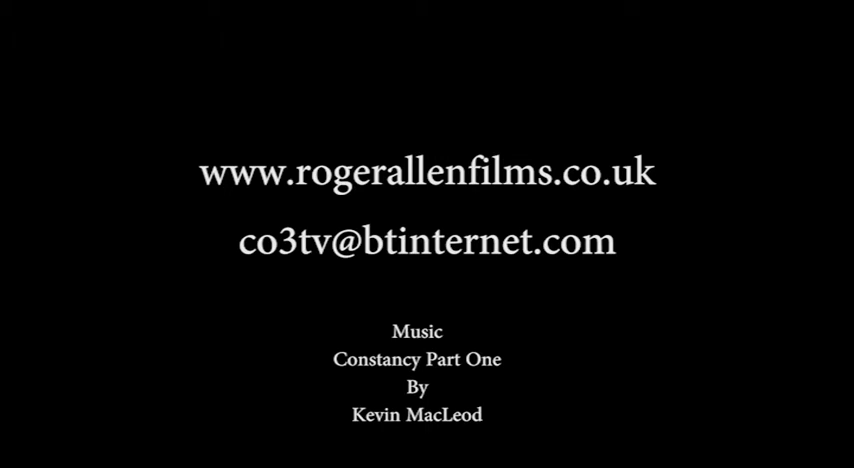 www.rogerallenfilms.co.uk
co3tv@btinternet.com
Music
Constancy Part One
By
Kevin MacLeod